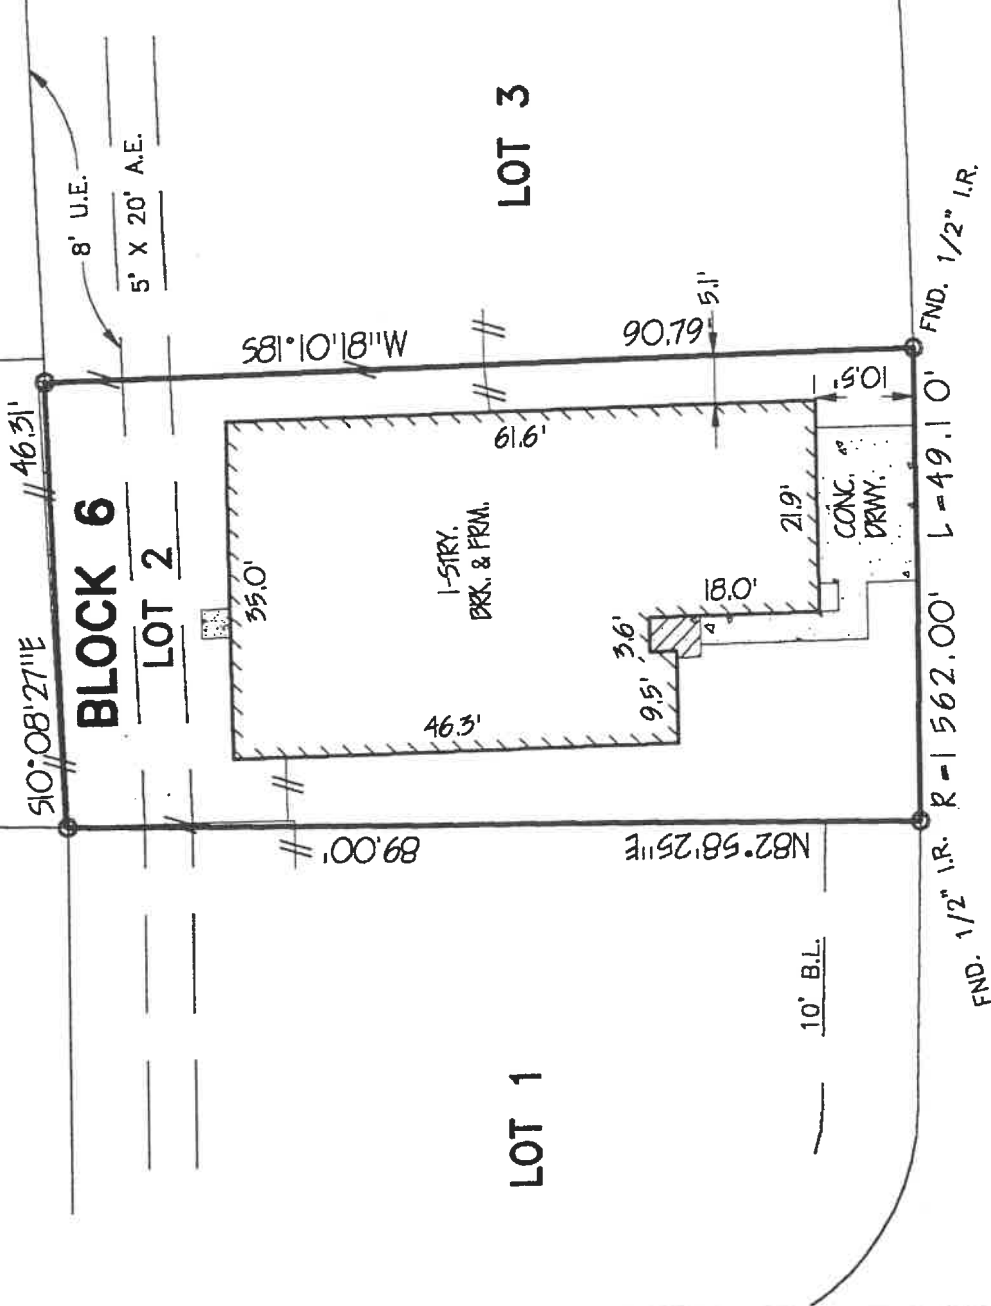 8' U.E.
5' X 20' A.E.
LOT 3
46.31'
S10°08'27"E
BLOCK 6
LOT 2
S81°10'18"W
90.79
5.1'
FND. 1/2" I.R.
35.0'
61.9'
1-STRY.
BRK. & FRM.
46.3'
3.6'
9.5'
18.0'
21.9'
10.5'
CONC.
DRWY.
89.00'
N82°58'25"E
R=1562.00' L=49.10'
FND. 1/2" I.R.
10' B.L.
LOT 1